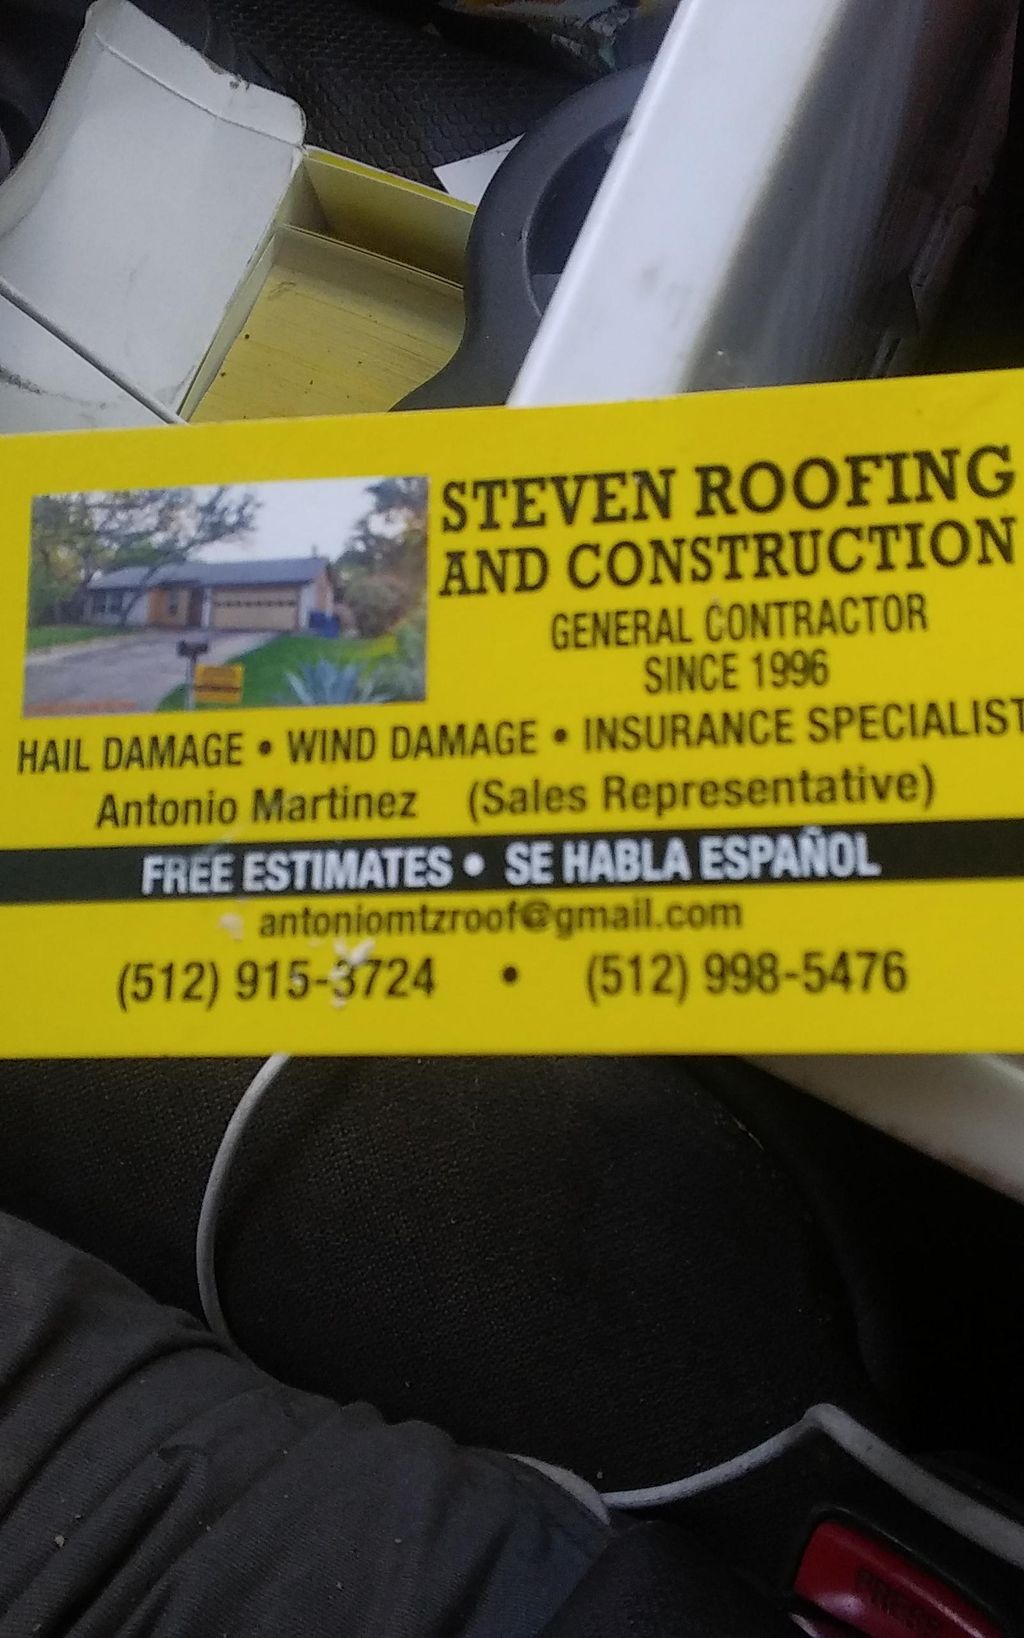 STEVEN ROOFING
AND CONSTRUCTION
GENERAL CONTRACTOR
SINCE 1996
HAIL DAMAGE • WIND DAMAGE • INSURANCE SPECIALIST
Antonio Martinez (Sales Representative)
FREE ESTIMATES • SE HABLA ESPAÑOL
antoniomtzroof@gmail.com
(512) 915-3724 • (512) 998-5476
PRESS